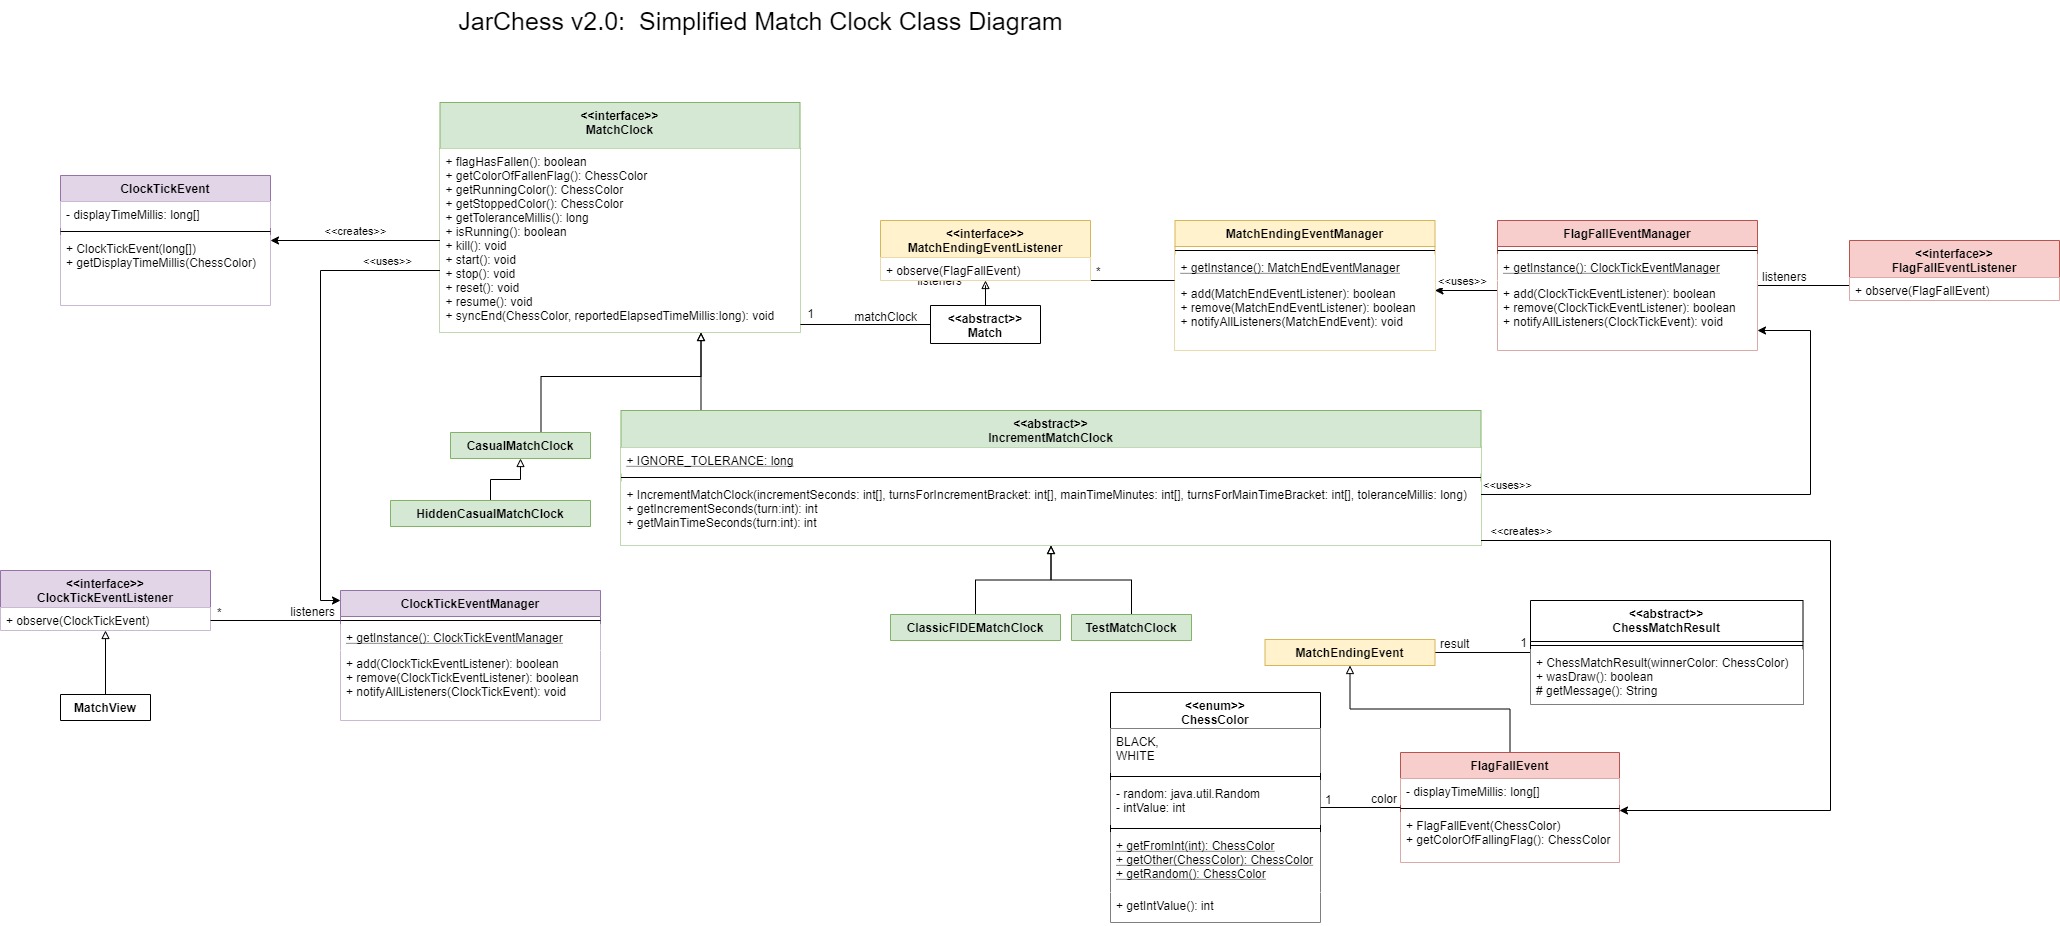 JarChess v2.0:  Simplified Match Clock Class Diagram
<<interface>>
MatchClock
+ flagHasFallen(): boolean
+ getColorOfFallenFlag(): ChessColor
+ getRunningColor(): ChessColor
+ getStoppedColor(): ChessColor
+ getToleranceMillis(): long
+ isRunning(): boolean
+ kill(): void
+ start(): void
+ stop(): void
+ reset(): void
+ resume(): void
+ syncEnd(ChessColor, reportedElapsedTimeMillis:long): void
ClockTickEvent
- displayTimeMillis: long[]
+ ClockTickEvent(long[])
+ getDisplayTimeMillis(ChessColor)
<<creates>>
<<uses>>
<<interface>>
MatchEndingEventListener
+ observe(FlagFallEvent)
listeners
*
1
matchClock
<<abstract>>
Match
MatchEndingEventManager
+ getInstance(): MatchEndEventManager
+ add(MatchEndEventListener): boolean
+ remove(MatchEndEventListener): boolean
+ notifyAllListeners(MatchEndEvent): void
<<uses>>
FlagFallEventManager
+ getInstance(): ClockTickEventManager
+ add(ClockTickEventListener): boolean
+ remove(ClockTickEventListener): boolean
+ notifyAllListeners(ClockTickEvent): void
listeners
<<interface>>
FlagFallEventListener
+ observe(FlagFallEvent)
CasualMatchClock
HiddenCasualMatchClock
<<abstract>>
IncrementMatchClock
+ IGNORE_TOLERANCE: long
+ IncrementMatchClock(incrementSeconds: int[], turnsForIncrementBracket: int[], mainTimeMinutes: int[], turnsForMainTimeBracket: int[], toleranceMillis: long)
+ getIncrementSeconds(turn:int): int
+ getMainTimeSeconds(turn:int): int
<<uses>>
<<creates>>
<<interface>>
ClockTickEventListener
+ observe(ClockTickEvent)
*
listeners
MatchView
ClockTickEventManager
+ getInstance(): ClockTickEventManager
+ add(ClockTickEventListener): boolean
+ remove(ClockTickEventListener): boolean
+ notifyAllListeners(ClockTickEvent): void
ClassicFIDEMatchClock
TestMatchClock
MatchEndingEvent
result
1
<<abstract>>
ChessMatchResult
+ ChessMatchResult(winnerColor: ChessColor)
+ wasDraw(): boolean
# getMessage(): String
<<enum>>
ChessColor
BLACK,
WHITE
- random: java.util.Random
- intValue: int
+ getFromInt(int): ChessColor
+ getOther(ChessColor): ChessColor
+ getRandom(): ChessColor
+ getIntValue(): int
1
color
FlagFallEvent
- displayTimeMillis: long[]
+ FlagFallEvent(ChessColor)
+ getColorOfFallingFlag(): ChessColor